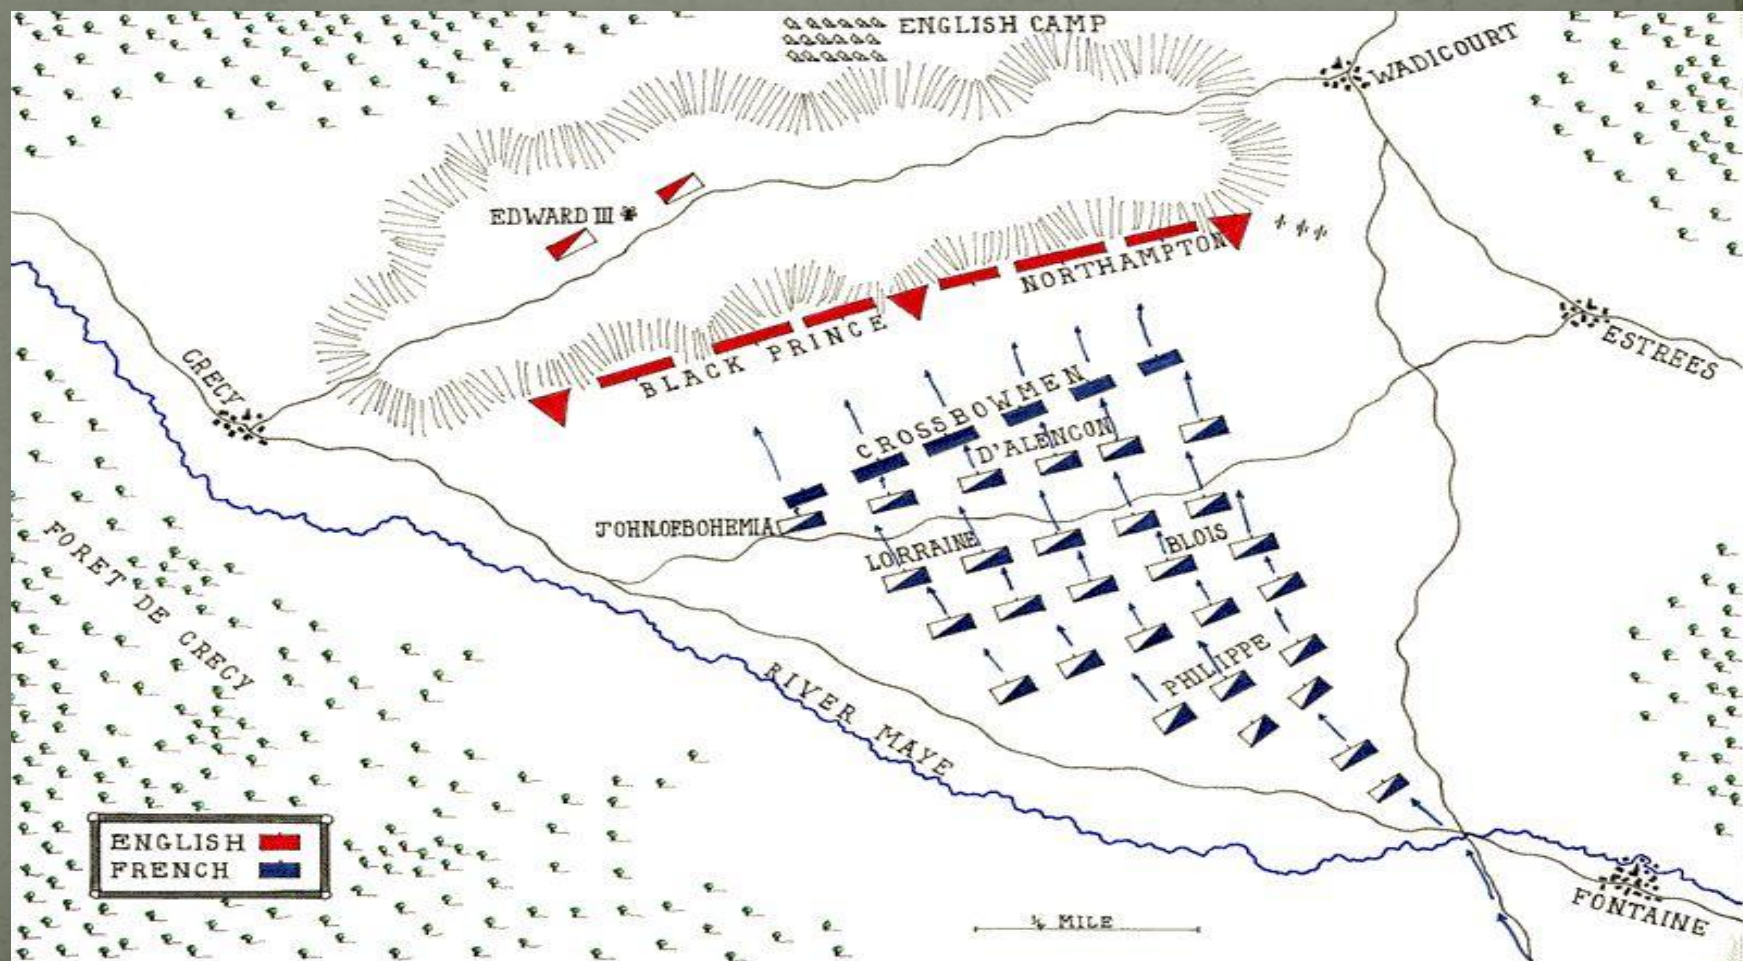 ENGLISH CAMP
WADICOURT
EDWARD III
NORTHAMPTON
BLACK PRINCE
ESTREES
CRECY
CROSSBOWMEN
D'ALENCON
JOHN.OF.BOHEMIA
LORRAINE
BLOIS
FORET DE CRECY
PHILIPPE
RIVER MAYE
ENGLISH
FRENCH
FONTAINE
¼ MILE